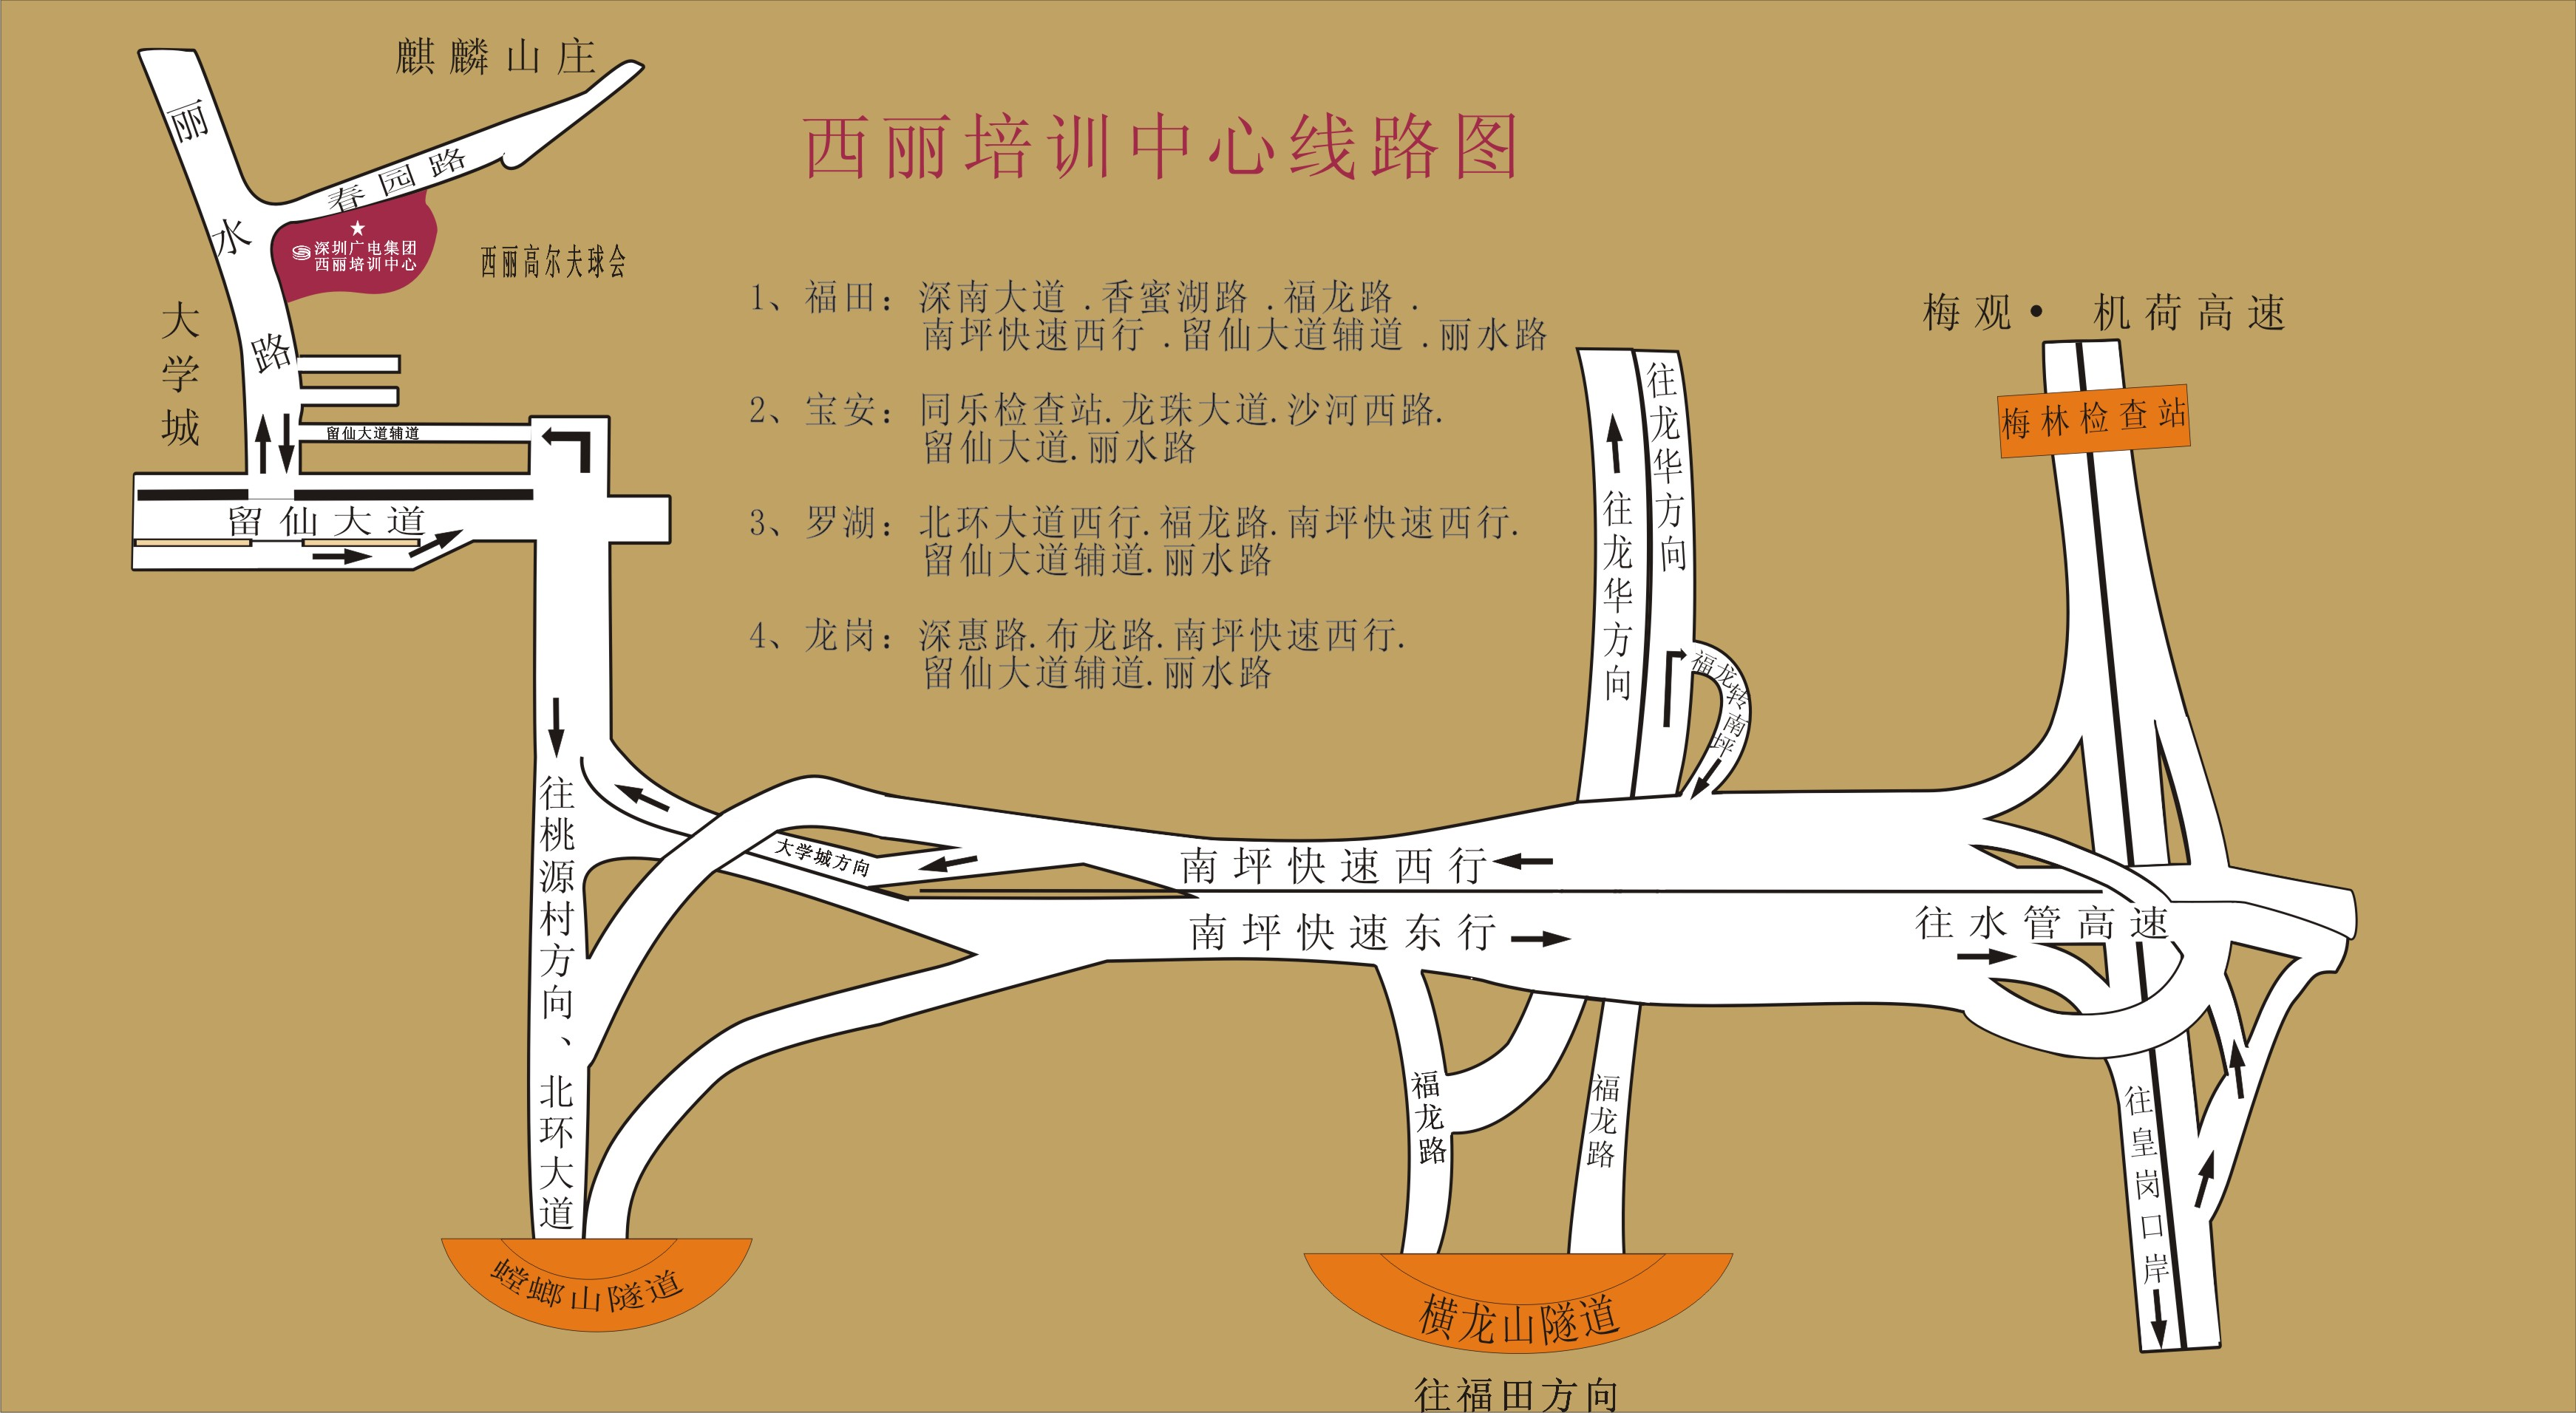 麒麟山庄
西丽培训中心线路图
丽水路
春园路
深圳广电集团
西丽培训中心
西丽高尔夫球会
大学城
1、福田：深南大道．香蜜湖路．福龙路．
南坪快速西行．留仙大道辅道．丽水路
2、宝安：同乐检查站．龙珠大道．沙河西路．
留仙大道．丽水路
3、罗湖：北环大道西行．福龙路．南坪快速西行．
留仙大道辅道．丽水路
4、龙岗：深惠路．布龙路．南坪快速西行．
留仙大道辅道．丽水路
梅观• 机荷高速
梅林检查站
往龙华方向
往龙华方向
留仙大道辅道
留仙大道
福龙转南坪
往桃源村方向、北环大道
大学城方向
南坪快速西行
南坪快速东行
往水管高速
福龙路
福龙路
往皇岗口岸
螳螂山隧道
横龙山隧道
往福田方向